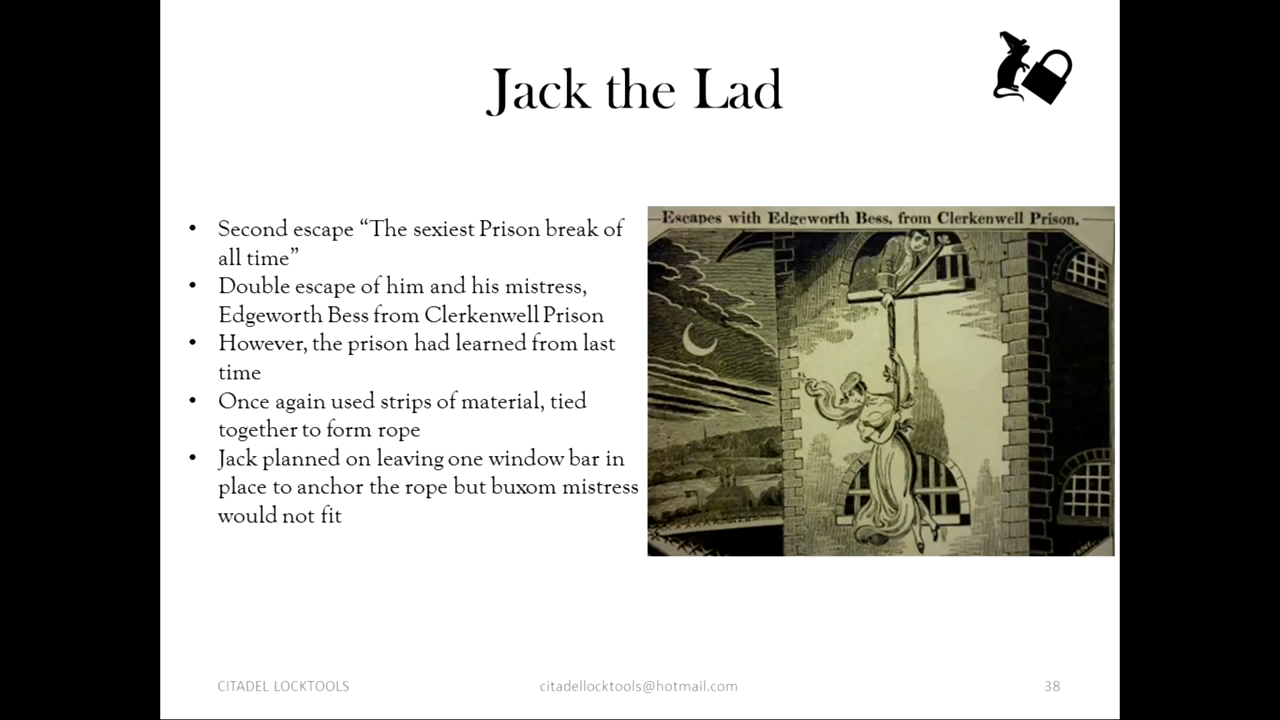 Jack the Lad
• Second escape “The sexiest Prison break of
all time”
• Double escape of him and his mistress,
Edgeworth Bess from Clerkenwell Prison
• However, the prison had learned from last
time
• Once again used strips of material, tied
together to form rope
• Jack planned on leaving one window bar in
place to anchor the rope but buxom mistress
would not fit
Escapes with Edgeworth Bess, from Clerkenwell Prison.
CITADEL LOCKTOOLS
citadellocktools@hotmail.com
38